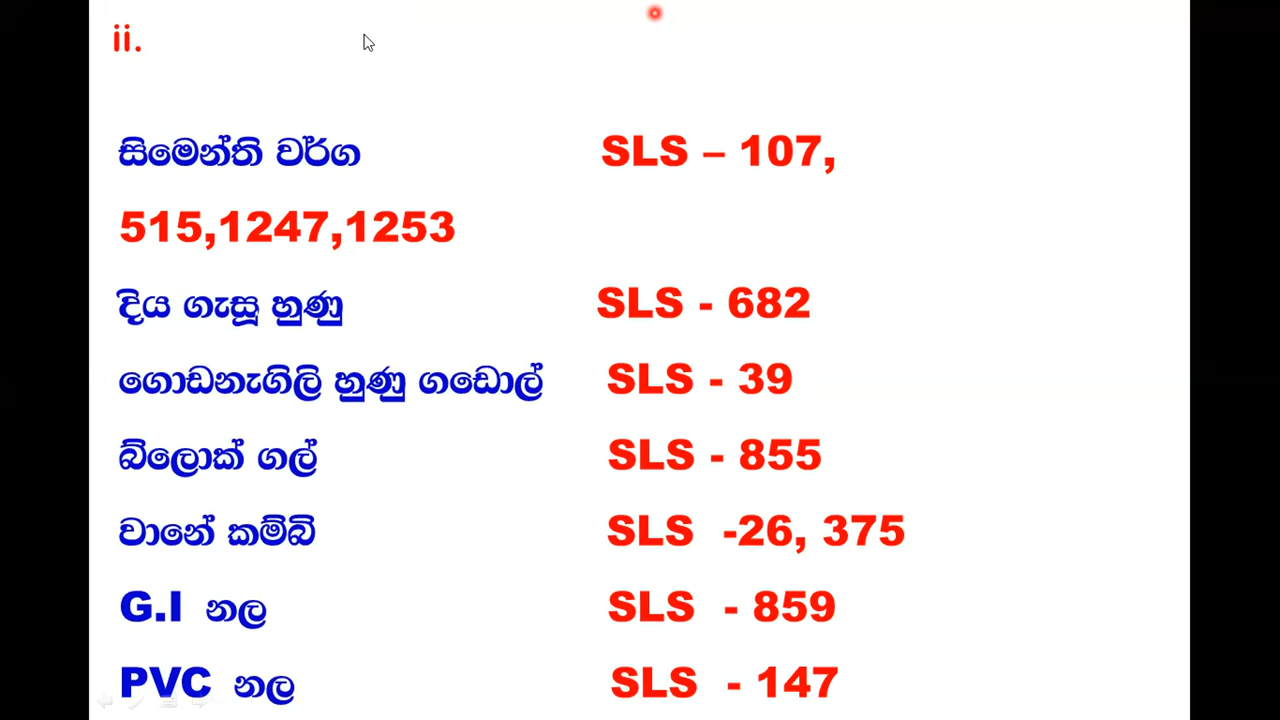 ii.
සිමෙන්ති වර්ග SLS – 107,
515,1247,1253
දිය ගැසූ හුණු SLS - 682
ගොඩනැගිලි හුණු ගඩොල් SLS - 39
බ්ලොක් ගල් SLS - 855
වානේ කම්බි SLS -26, 375
G.I නල SLS - 859
PVC නල SLS - 147